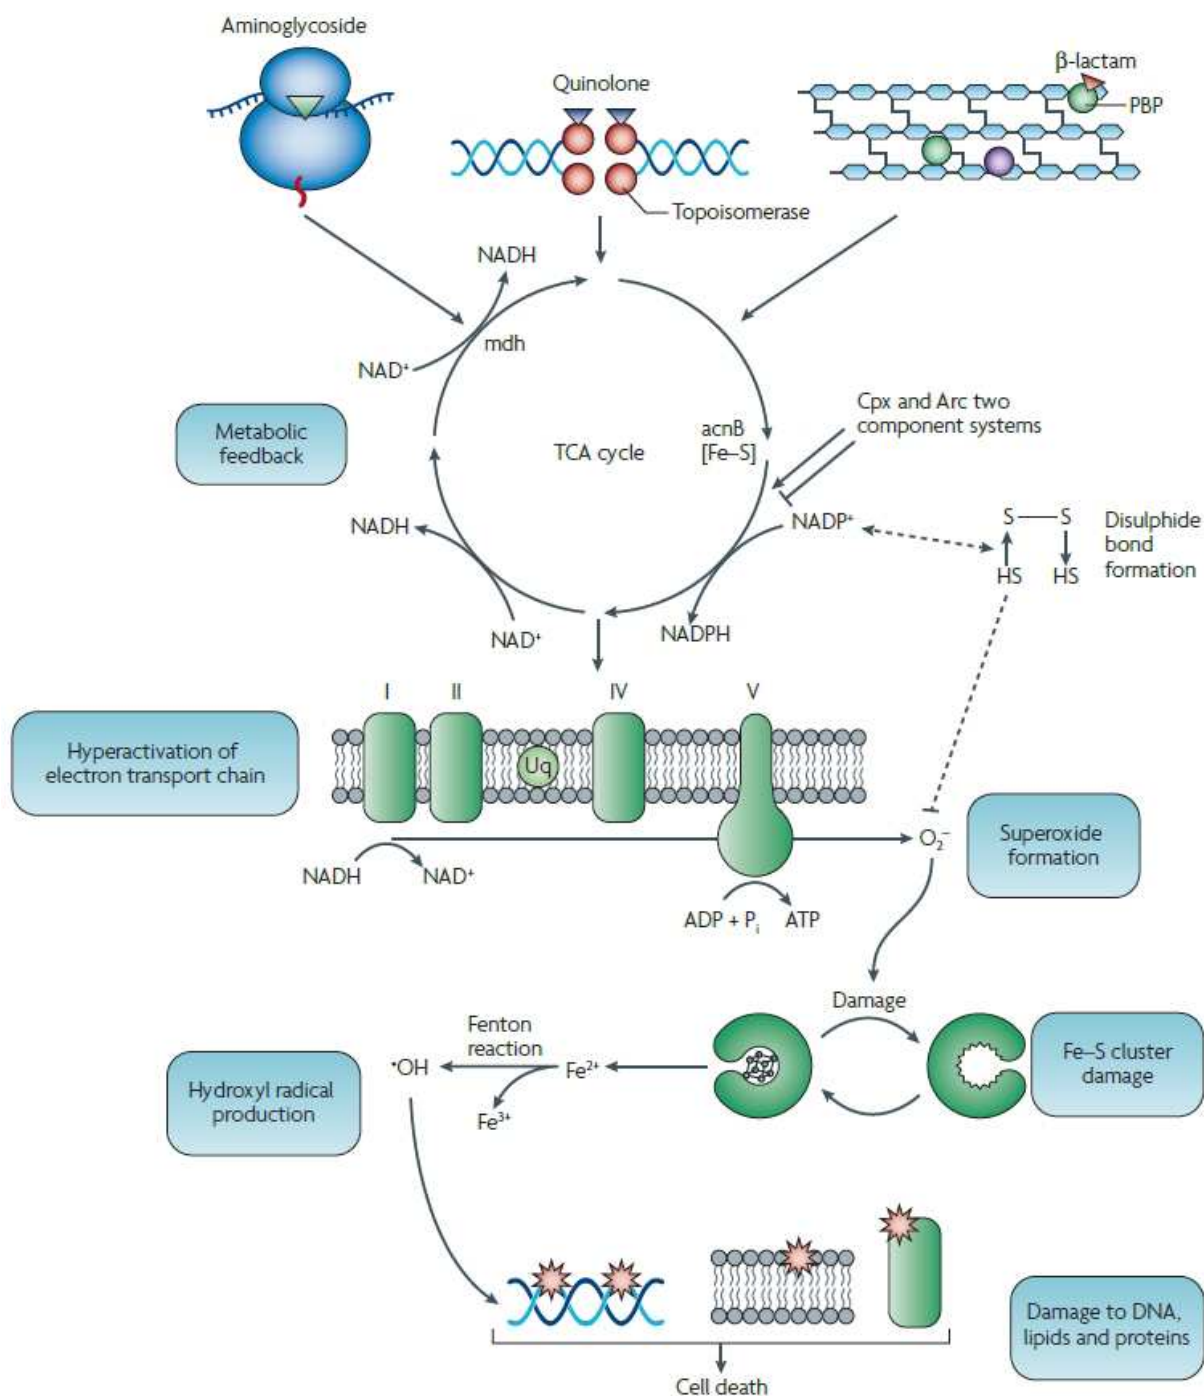 Aminoglycoside
Quinolone
β-lactam
PBP
Topoisomerase
NADH
mdh
NAD⁺
Cpx and Arc two
component systems
acnB
[Fe–S]
Metabolic
feedback
TCA cycle
NADH
NADP⁺
S S
HS HS
Disulphide
bond
formation
NAD⁺
NADPH
I II IV V
Hyperactivation of
electron transport chain
Uq
O₂⁻
Superoxide
formation
NADH NAD⁺
ADP + Pᵢ ATP
Damage
Fenton
reaction
Fe–S cluster
damage
Hydroxyl radical
production
•OH
Fe²⁺
Fe³⁺
Damage to DNA,
lipids and proteins
Cell death